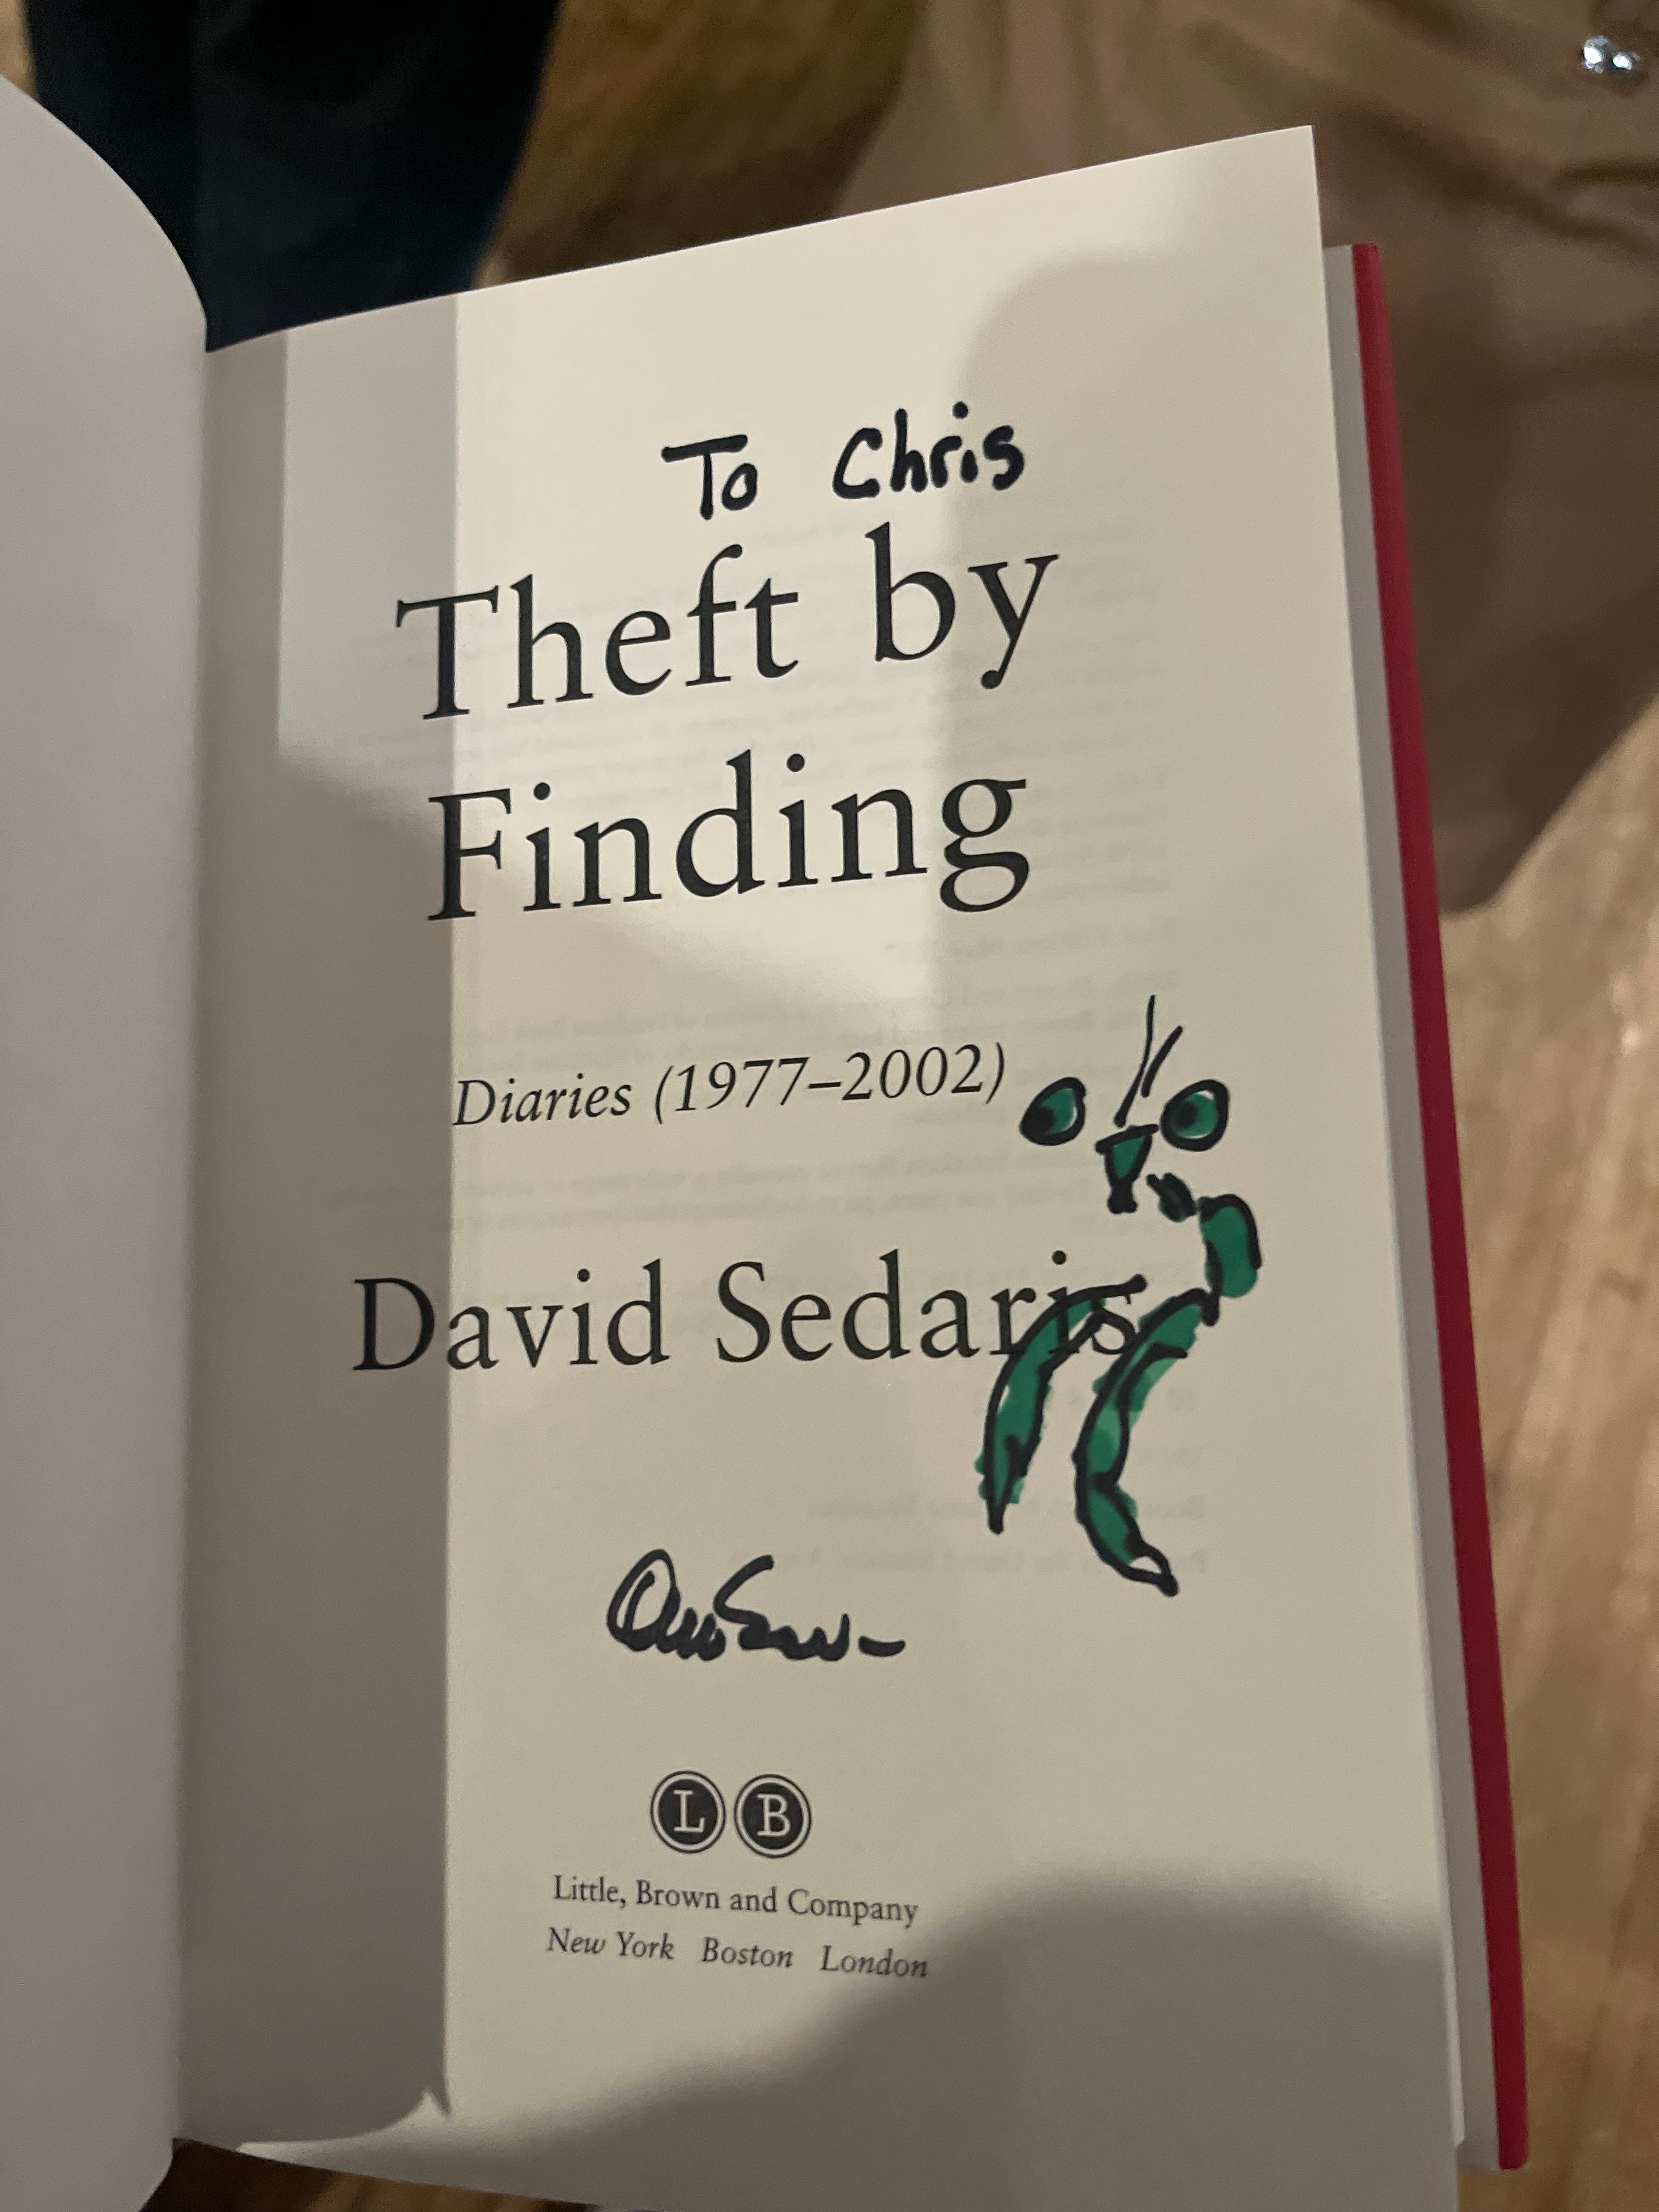 To Chris
Theft by
Finding
Diaries (1977–2002)
David Sedaris
L B
Little, Brown and Company
New York Boston London